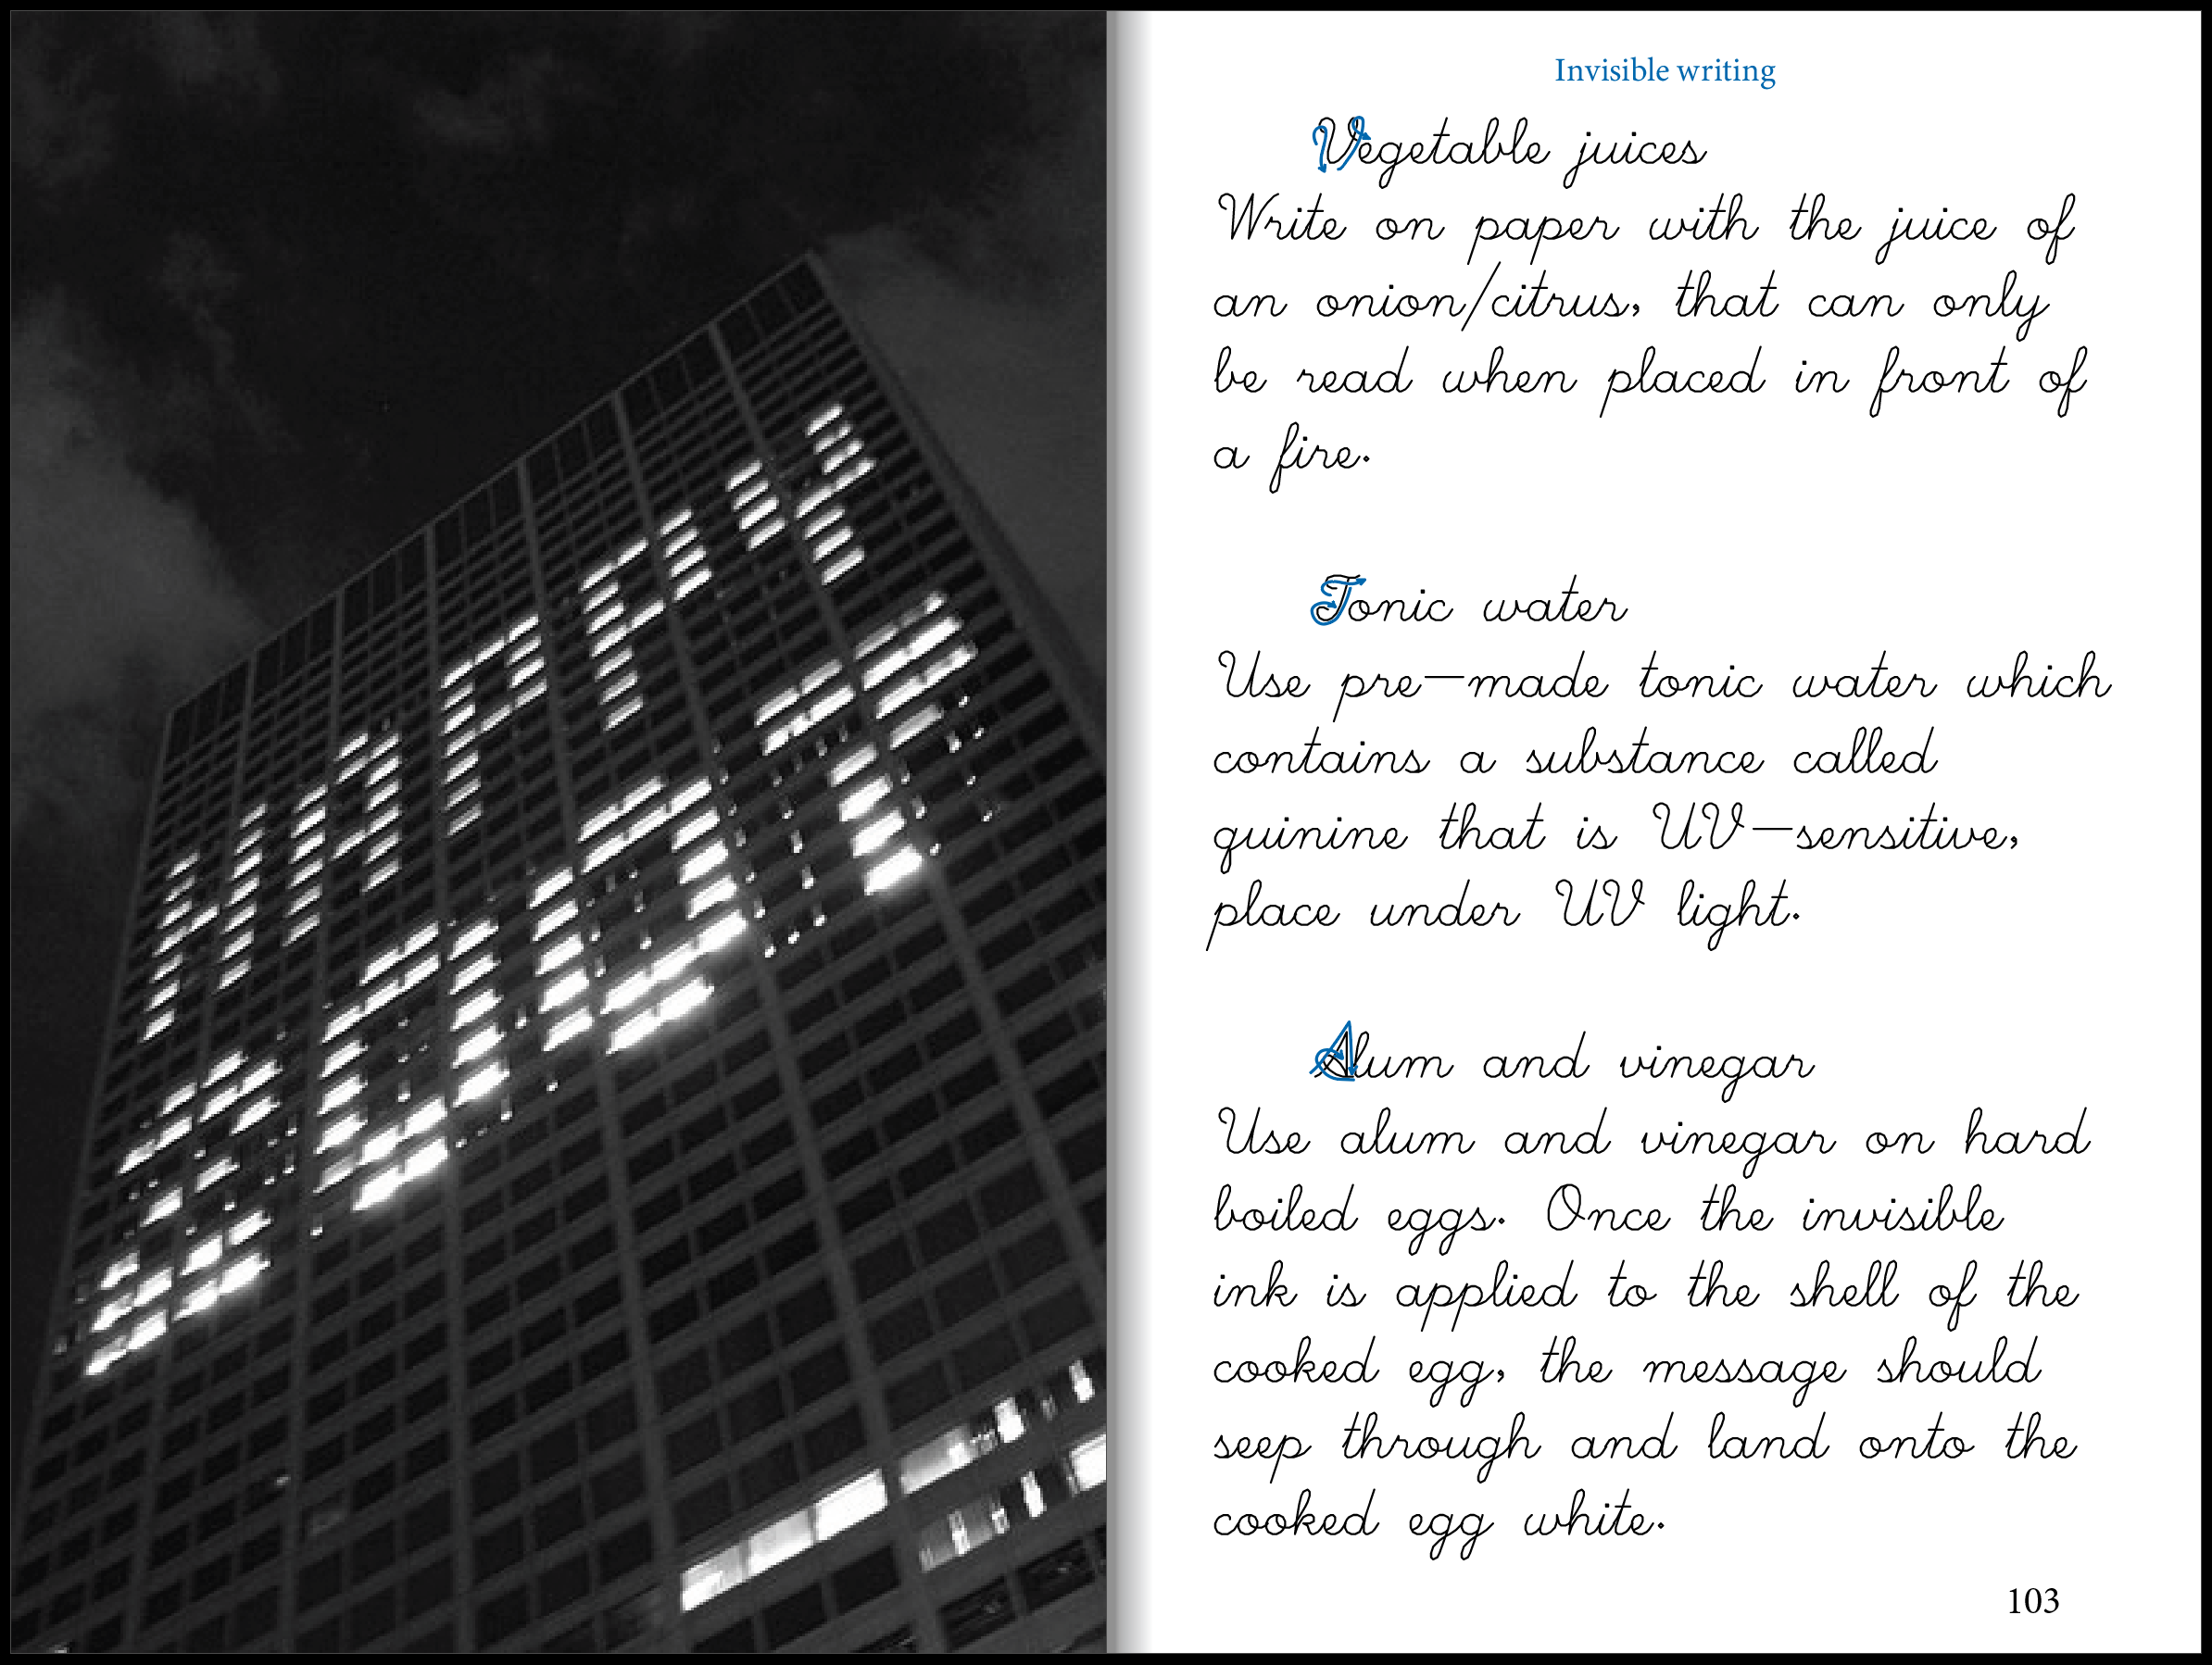 HAPPY
2007
Invisible writing
Vegetable juices
Write on paper with the juice of
an onion/citrus, that can only
be read when placed in front of
a fire.
Tonic water
Use pre—made tonic water which
contains a substance called
quinine that is UV—sensitive,
place under UV light.
Alum and vinegar
Use alum and vinegar on hard
boiled eggs. Once the invisible
ink is applied to the shell of the
cooked egg, the message should
seep through and land onto the
cooked egg white.
103